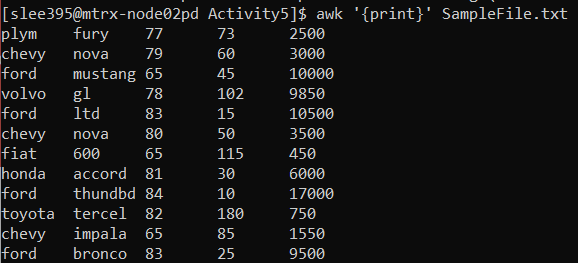 [slee395@mtrx-node02pd Activity5]$ awk '{print}' SampleFile.txt
plym fury 77 73 2500
chevy nova 79 60 3000
ford mustang 65 45 10000
volvo gl 78 102 9850
ford ltd 83 15 10500
chevy nova 80 50 3500
fiat 600 65 115 450
honda accord 81 30 6000
ford thundbd 84 10 17000
toyota tercel 82 180 750
chevy impala 65 85 1550
ford bronco 83 25 9500